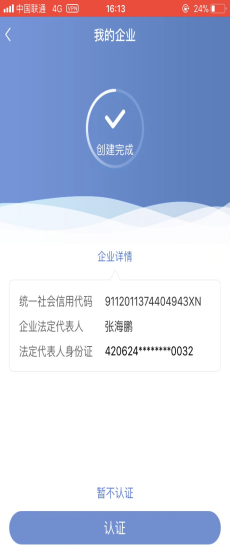 中国联通 4G VPN 16:13 24%
我的企业
创建完成
企业详情
统一社会信用代码 9112011374404943XN
企业法定代表人 张海鹏
法定代表人身份证 420624********0032
暂不认证
认证